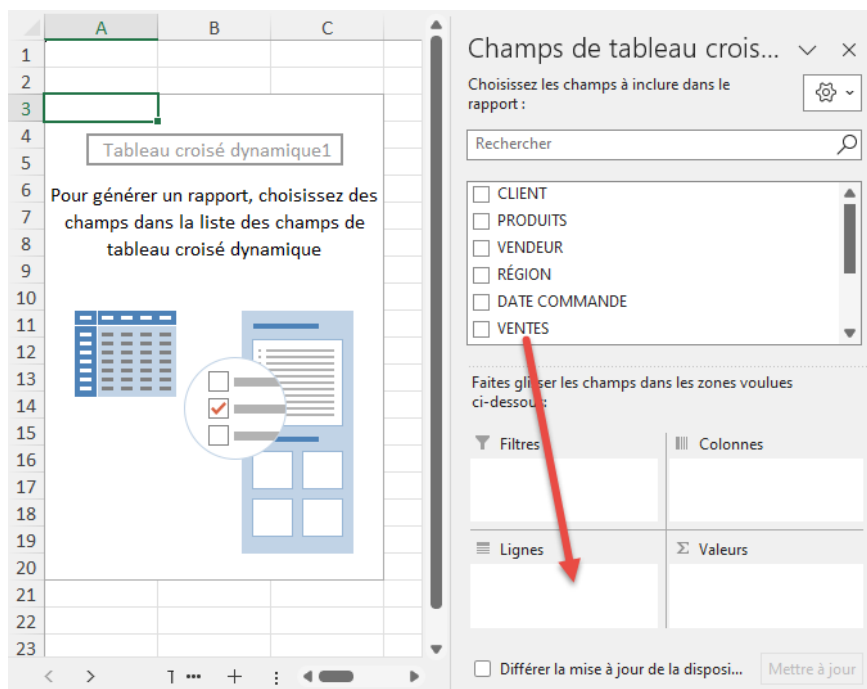 A B C
1
2
3
4
5
6
7
8
9
10
11
12
13
14
15
16
17
18
19
20
21
22
23
Tableau croisé dynamique1
Pour générer un rapport, choisissez des
champs dans la liste des champs de
tableau croisé dynamique
Champs de tableau crois...
Choisissez les champs à inclure dans le
rapport :
Rechercher
CLIENT
PRODUITS
VENDEUR
RÉGION
DATE COMMANDE
VENTES
Faites glisser les champs dans les zones voulues
ci-dessous:
Filtres
Colonnes
Lignes
Σ Valeurs
Différer la mise à jour de la disposi...
Mettre à jour